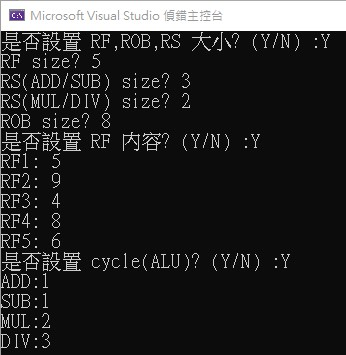 Microsoft Visual Studio 偵錯主控台
是否設置 RF,ROB,RS 大小? (Y/N) :Y
RF size? 5
RS(ADD/SUB) size? 3
RS(MUL/DIV) size? 2
ROB size? 8
是否設置 RF 內容? (Y/N) :Y
RF1: 5
RF2: 9
RF3: 4
RF4: 8
RF5: 6
是否設置 cycle(ALU)? (Y/N) :Y
ADD:1
SUB:1
MUL:2
DIV:3